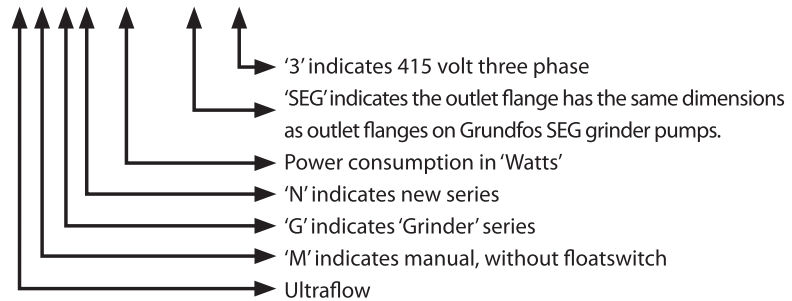 ‘3’ indicates 415 volt three phase
‘SEG’ indicates the outlet flange has the same dimensions
as outlet flanges on Grundfos SEG grinder pumps.
Power consumption in ‘Watts’
‘N’ indicates new series
‘G’ indicates ‘Grinder’ series
‘M’ indicates manual, without floatswitch
Ultraflow